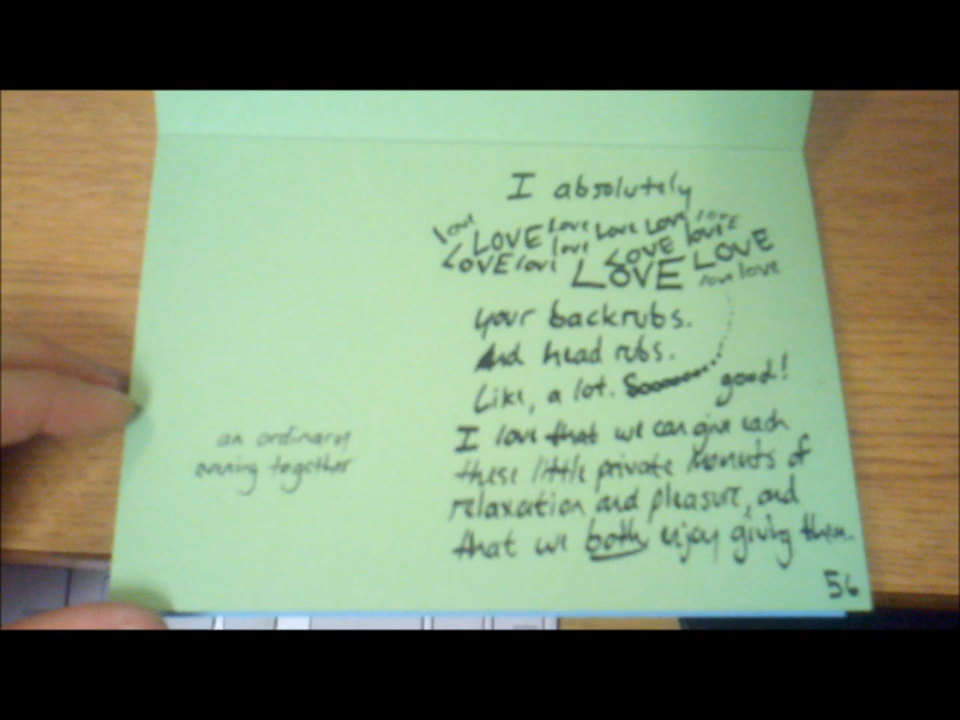 I absolutely
love LOVE love love love love
LOVE love love LOVE love LOVE
LOVE love love
your backrubs.
And head rubs.
Like, a lot. Soooooooo good!
I love that we can give each
these little private moments of
relaxation and pleasure, and
that we both enjoy giving them.
an ordinary
evening together
56